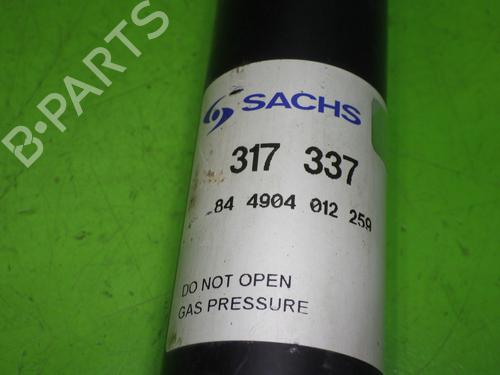 B-PARTS
SACHS
317 337
84 4904 012 259
DO NOT OPEN
GAS PRESSURE